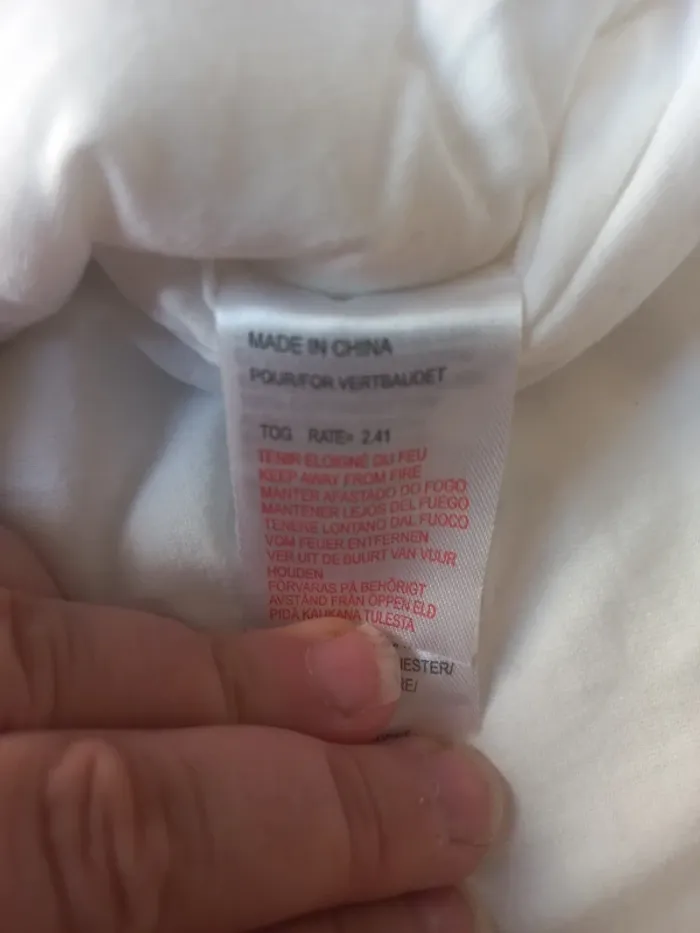 MADE IN CHINA
POUR/FOR VERTBAUDET
TOG RATE= 2.41
TENIR ELOIGNÉ DU FEU
KEEP AWAY FROM FIRE
MANTER AFASTADO DO FOGO
MANTENER LEJOS DEL FUEGO
TENERE LONTANO DAL FUOCO
VOM FEUER ENTFERNEN
VER UIT DE BUURT VAN VUUR
HOUDEN
FÖRVARAS PÅ BEHÖRIGT
AVSTÅND FRÅN ÖPPEN ELD
PIDÄ KAUKANA TULESTA